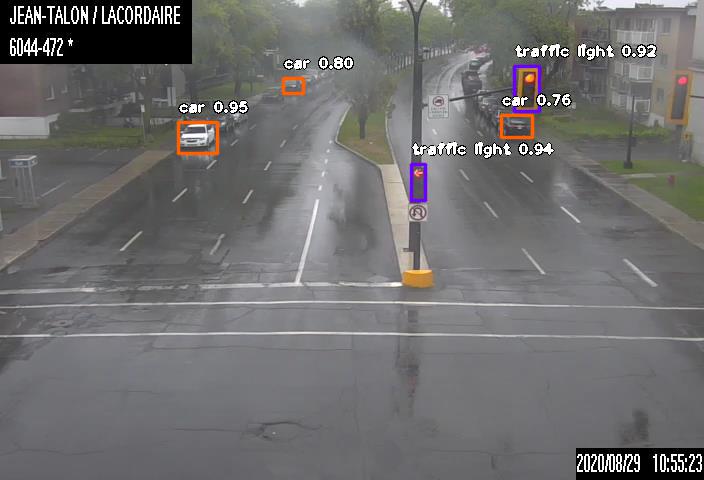 JEAN-TALON / LACORDAIRE
6044-472 *
traffic light 0.92
car 0.80
car 0.76
car 0.95
traffic light 0.94
2020/08/29 10:55:23